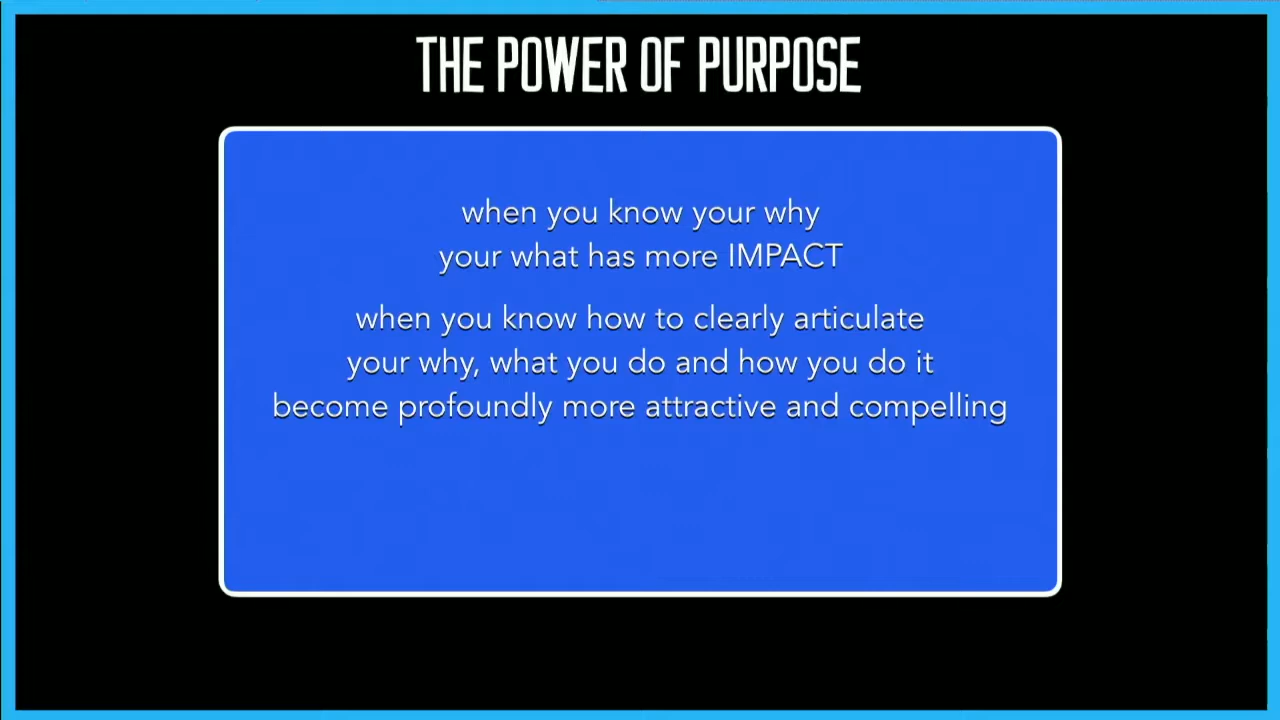 THE POWER OF PURPOSE
when you know your why
your what has more IMPACT
when you know how to clearly articulate
your why, what you do and how you do it
become profoundly more attractive and compelling